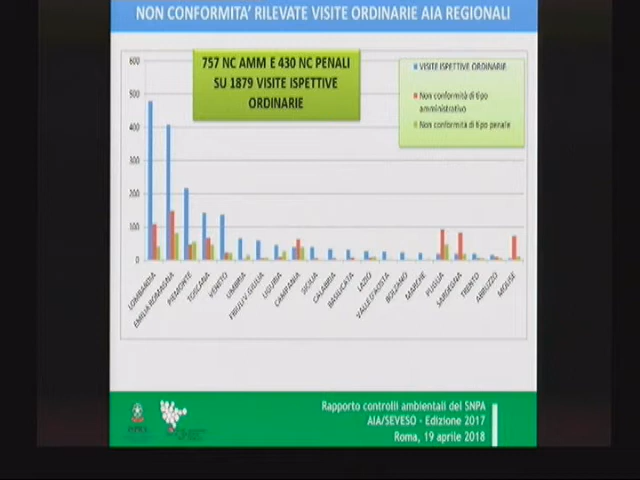 NON CONFORMITA' RILEVATE VISITE ORDINARIE AIA REGIONALI
757 NC AMM E 430 NC PENALI
SU 1879 VISITE ISPETTIVE
ORDINARIE
VISITE ISPETTIVE ORDINARIE
Non conformità di tipo
amministrativo
Non conformità di tipo penale
600
500
400
300
200
100
0
LOMBARDIA
EMILIA ROMAGNA
PIEMONTE
TOSCANA
VENETO
UMBRIA
FRIULI V. GIULIA
LIGURIA
CAMPANIA
SICILIA
CALABRIA
BASILICATA
LAZIO
VALLE D'AOSTA
BOLZANO
MARCHE
PUGLIA
SARDEGNA
TRENTO
ABRUZZO
MOLISE
Rapporto controlli ambientali del SNPA
AIA/SEVESO - Edizione 2017
Roma, 19 aprile 2018